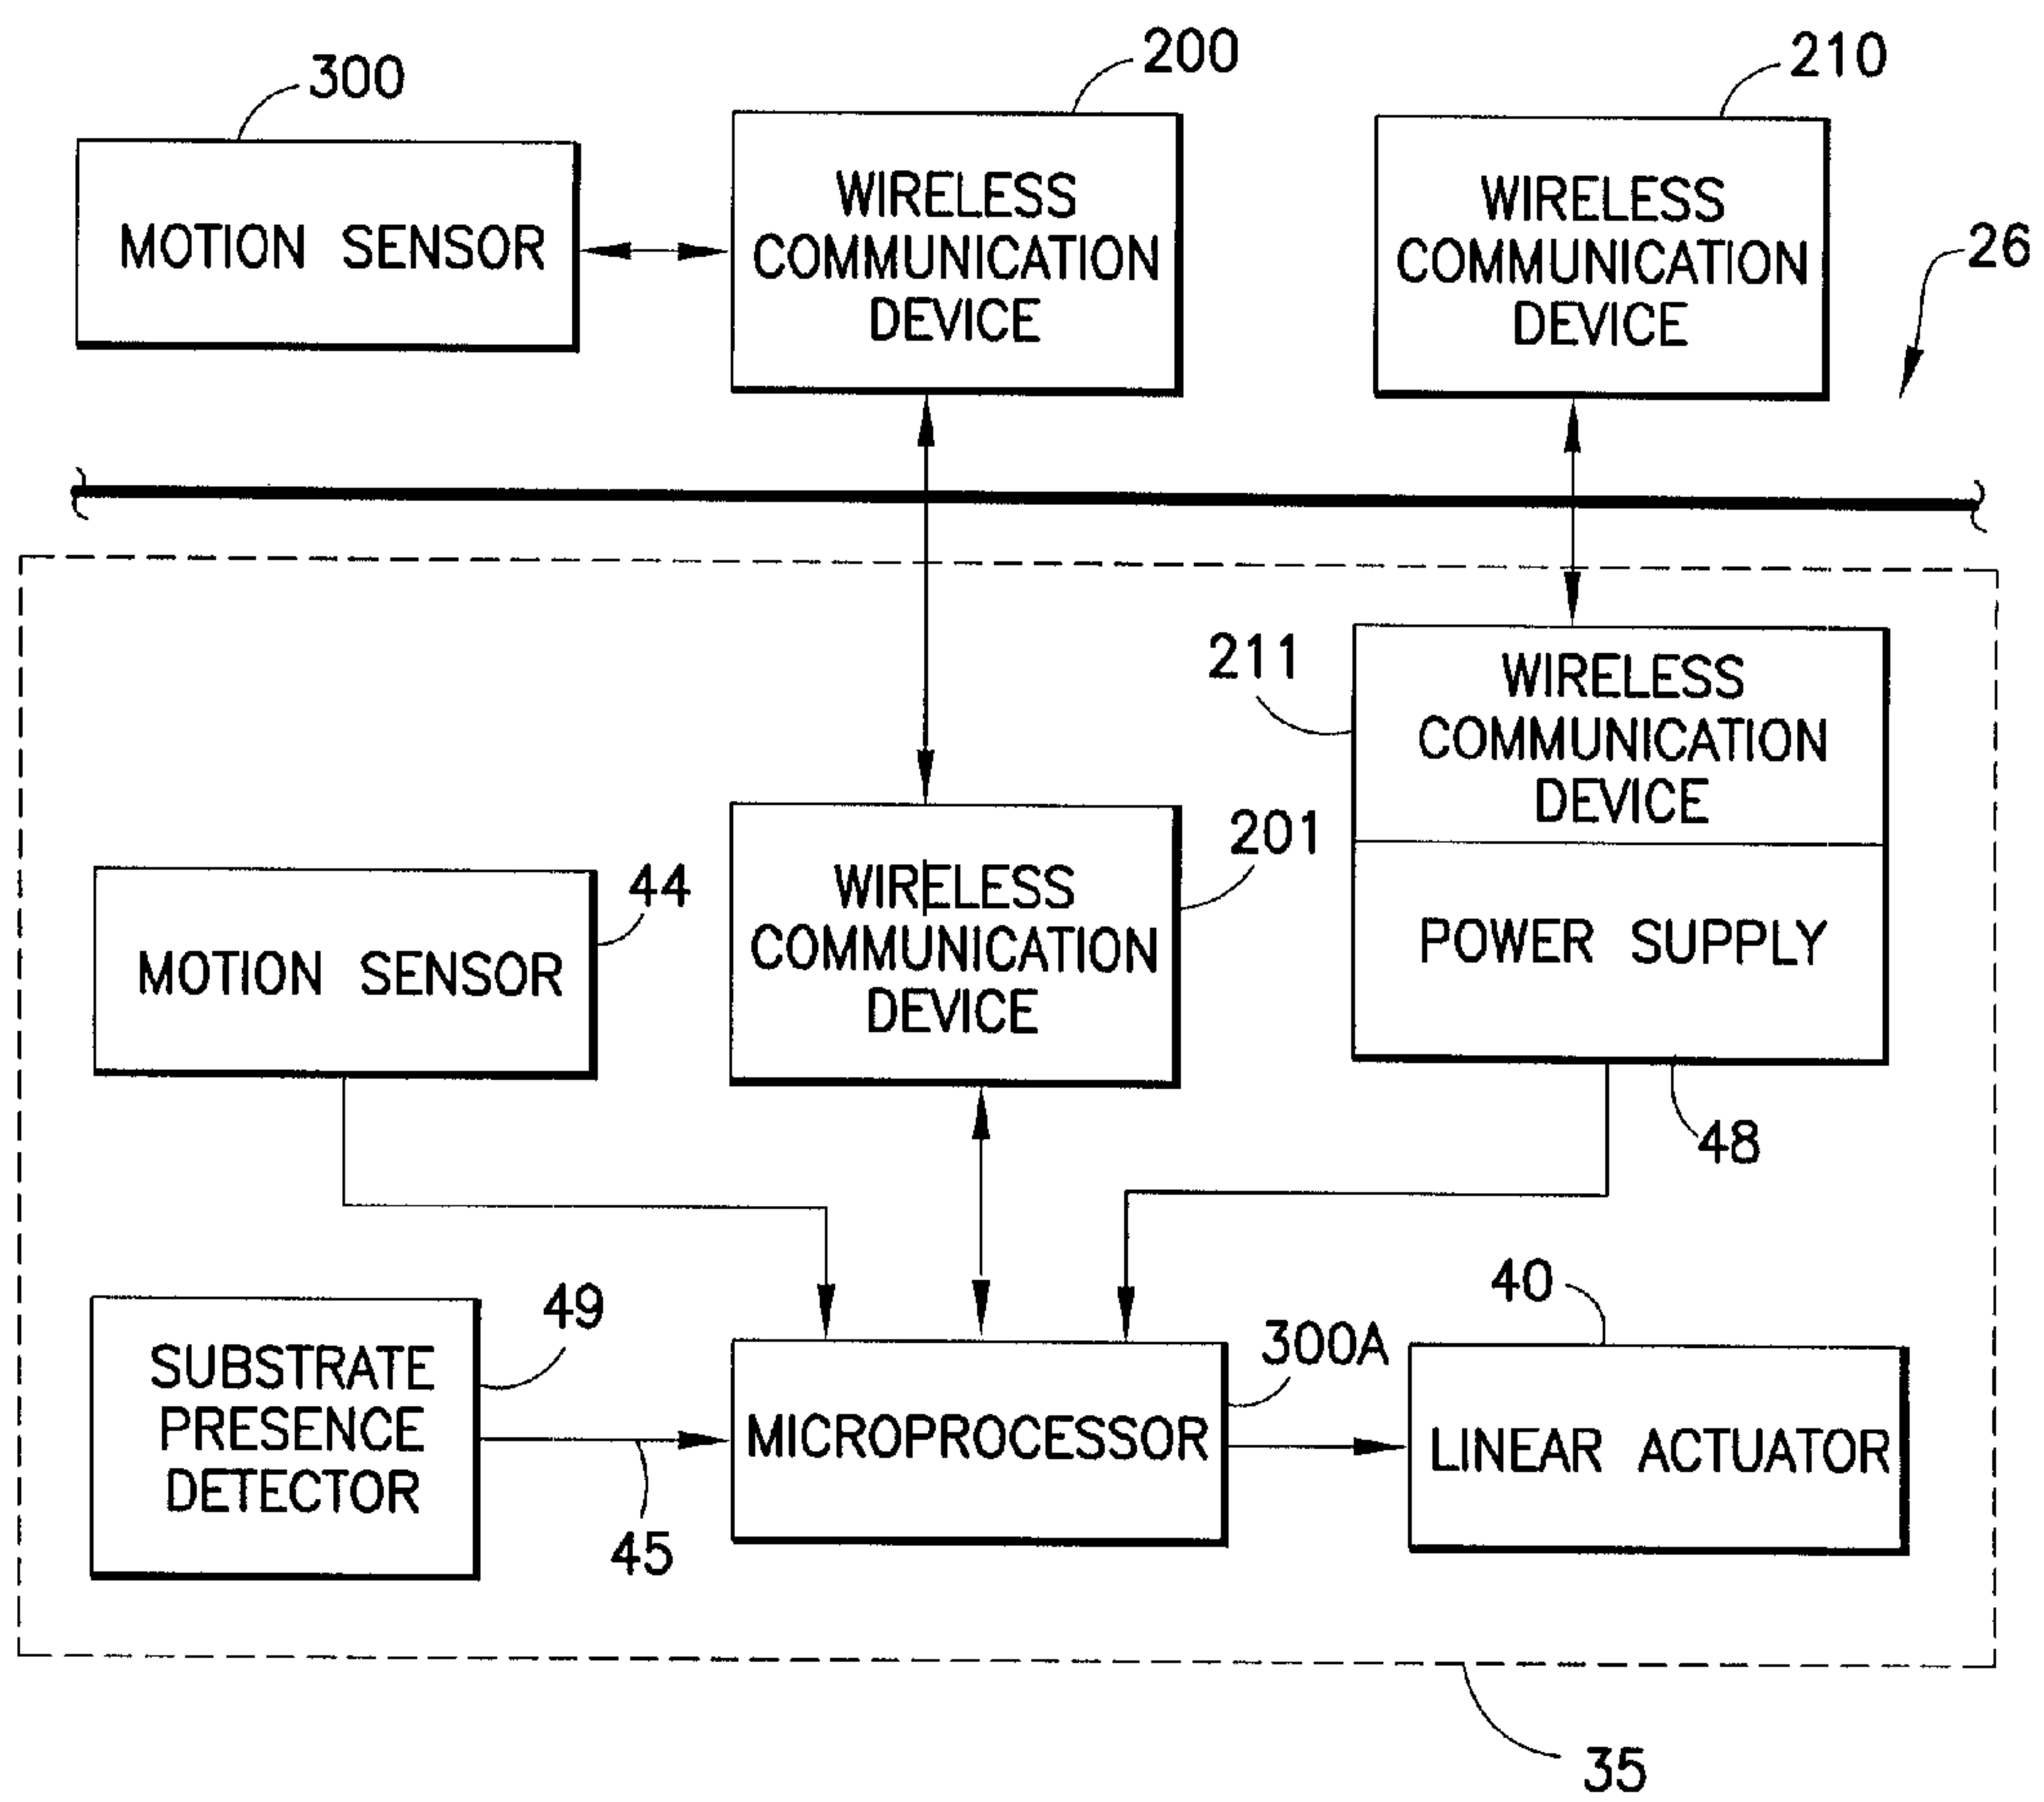 300
200
210
MOTION SENSOR
WIRELESS
COMMUNICATION
DEVICE
WIRELESS
COMMUNICATION
DEVICE
26
211
WIRELESS
COMMUNICATION
DEVICE
POWER SUPPLY
48
44
MOTION SENSOR
201
WIRELESS
COMMUNICATION
DEVICE
49
SUBSTRATE
PRESENCE
DETECTOR
45
300A
MICROPROCESSOR
40
LINEAR ACTUATOR
35